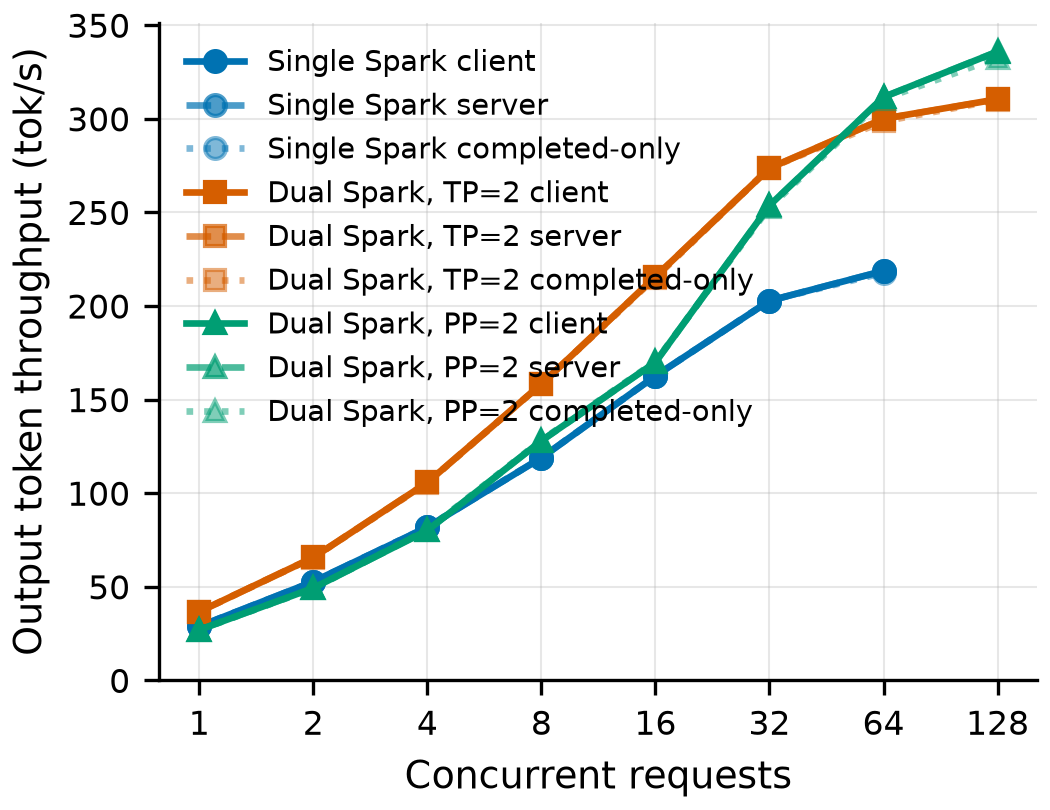 350
300
250
200
150
100
50
0
Output token throughput (tok/s)
Single Spark client
Single Spark server
Single Spark completed-only
Dual Spark, TP=2 client
Dual Spark, TP=2 server
Dual Spark, TP=2 completed-only
Dual Spark, PP=2 client
Dual Spark, PP=2 server
Dual Spark, PP=2 completed-only
1 2 4 8 16 32 64 128
Concurrent requests